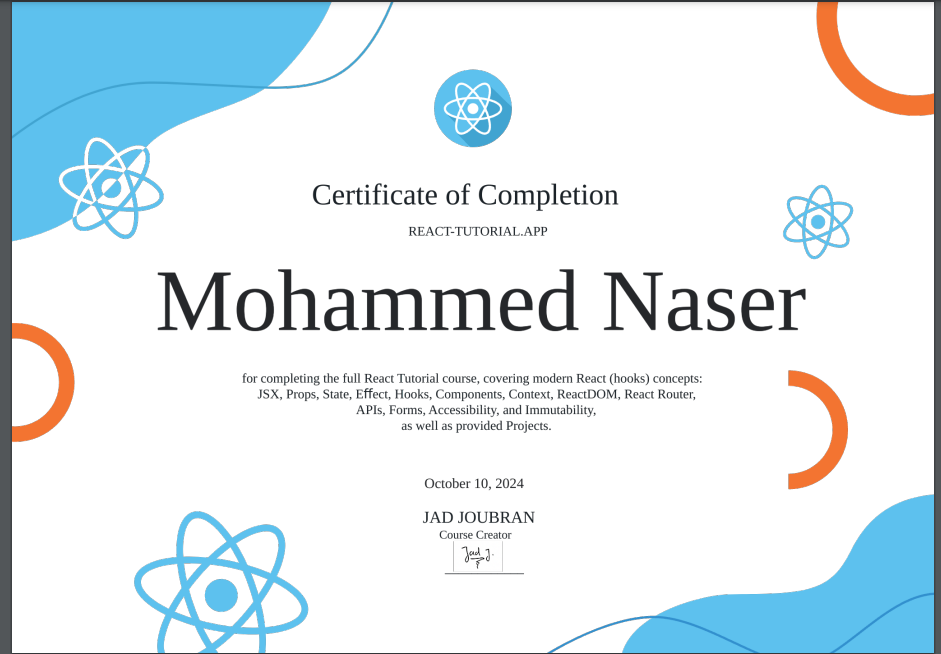 Certificate of Completion
REACT-TUTORIAL.APP
Mohammed Naser
for completing the full React Tutorial course, covering modern React (hooks) concepts:
JSX, Props, State, Effect, Hooks, Components, Context, ReactDOM, React Router,
APIs, Forms, Accessibility, and Immutability,
as well as provided Projects.
October 10, 2024
JAD JOUBRAN
Course Creator
Jad J.